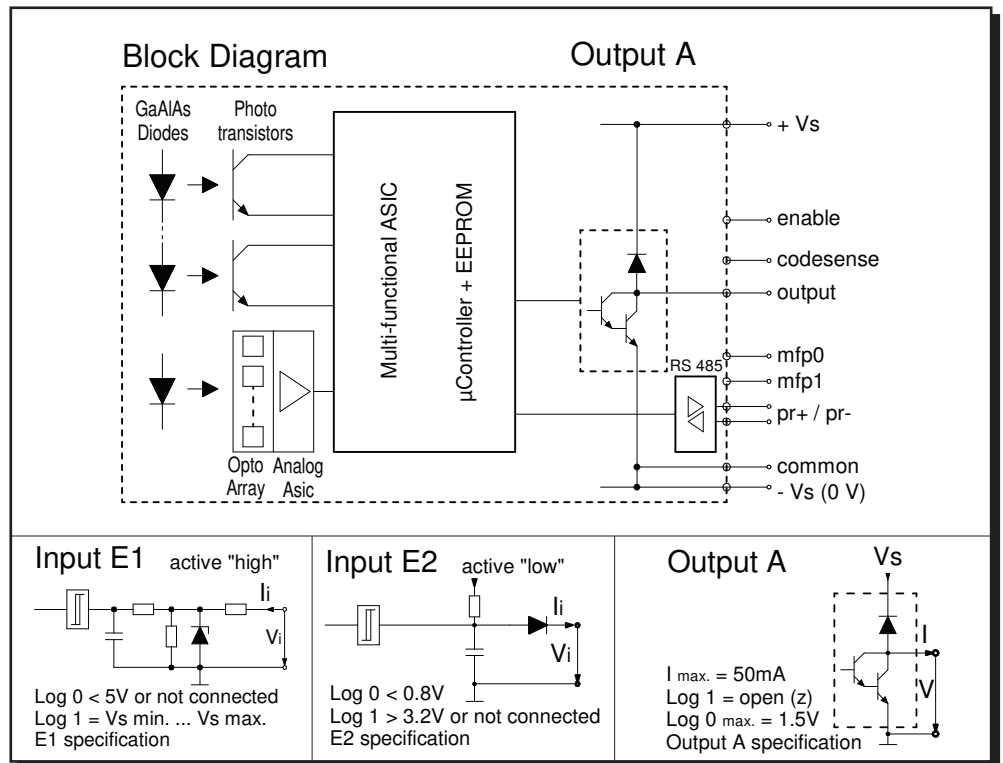 Block Diagram
Output A
GaAlAs
Diodes
Photo
transistors
Multi-functional ASIC
µController + EEPROM
+ Vs
enable
codesense
output
mfp0
mfp1
RS 485
pr+ / pr-
common
- Vs (0 V)
Opto
Array
Analog
Asic
Input E1
active "high"
Ii
Vi
Log 0 < 5V or not connected
Log 1 = Vs min. ... Vs max.
E1 specification
Input E2
active "low"
Ii
Vi
Log 0 < 0.8V
Log 1 > 3.2V or not connected
E2 specification
Output A
Vs
I
V
I max. = 50mA
Log 1 = open (z)
Log 0 max. = 1.5V
Output A specification